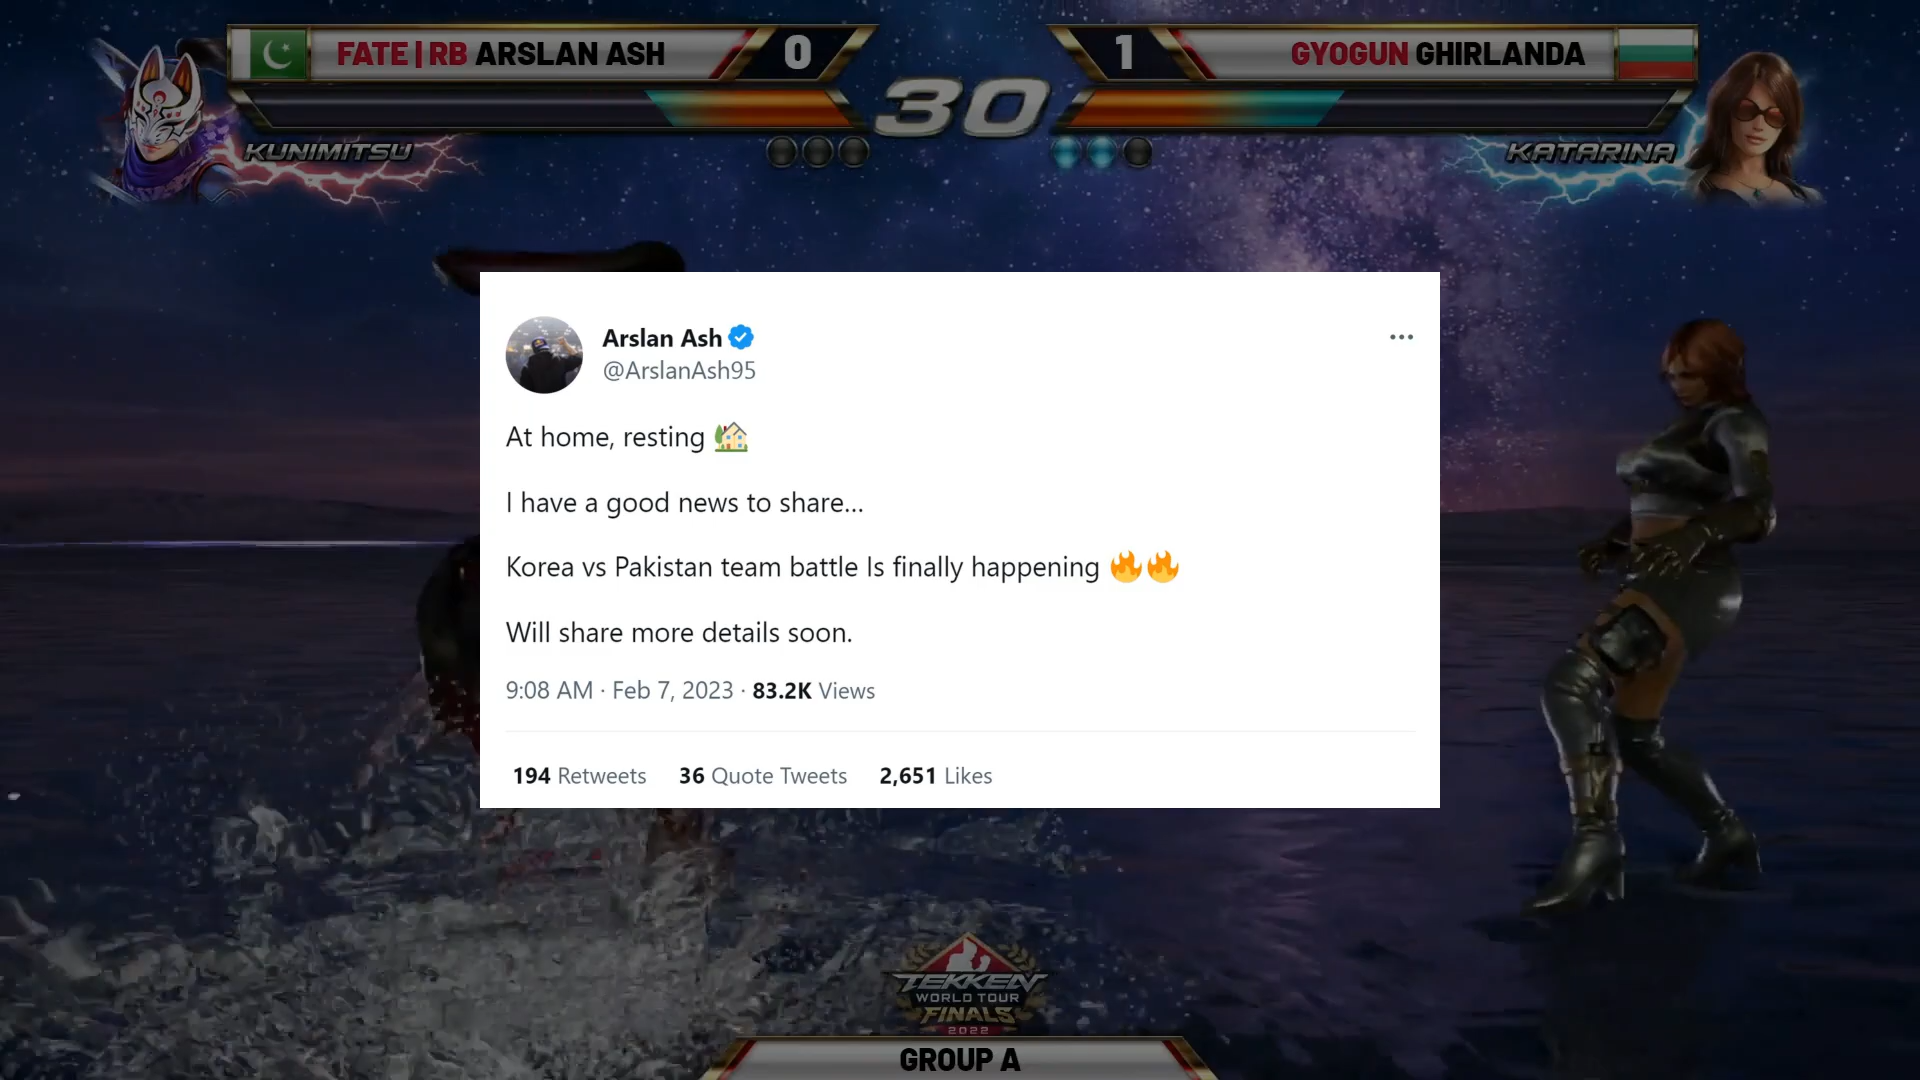 FATE | RB ARSLAN ASH
0
30
1
GYOGUN GHIRLANDA
KUNIMITSU
KATARINA
Arslan Ash
@ArslanAsh95
At home, resting 🏡
I have a good news to share...
Korea vs Pakistan team battle Is finally happening 🔥🔥
Will share more details soon.
9:08 AM · Feb 7, 2023 · 83.2K Views
194 Retweets 36 Quote Tweets 2,651 Likes
TEKKEN
WORLD TOUR
FINALS
2022
GROUP A